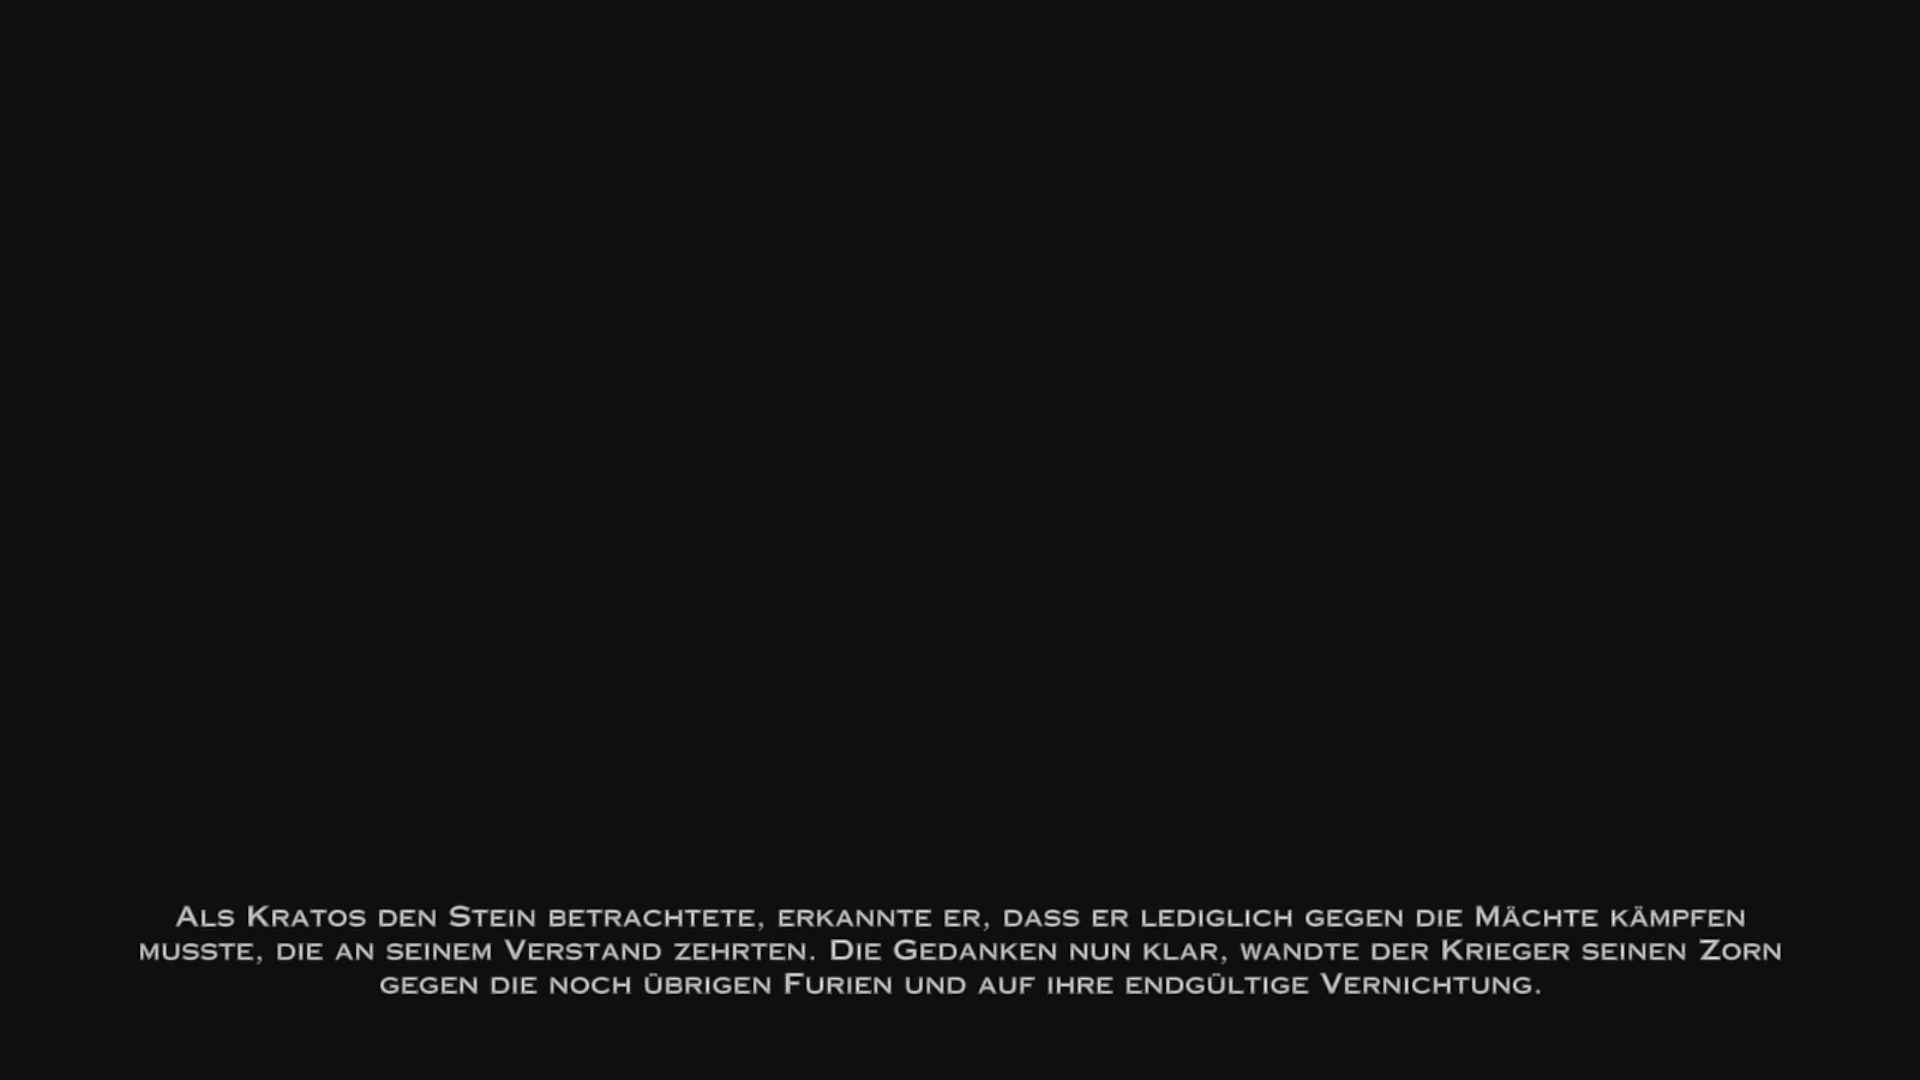 Als Kratos den Stein betrachtete, erkannte er, dass er lediglich gegen die Mächte kämpfen
musste, die an seinem Verstand zehrten. Die Gedanken nun klar, wandte der Krieger seinen Zorn
gegen die noch übrigen Furien und auf ihre endgültige Vernichtung.